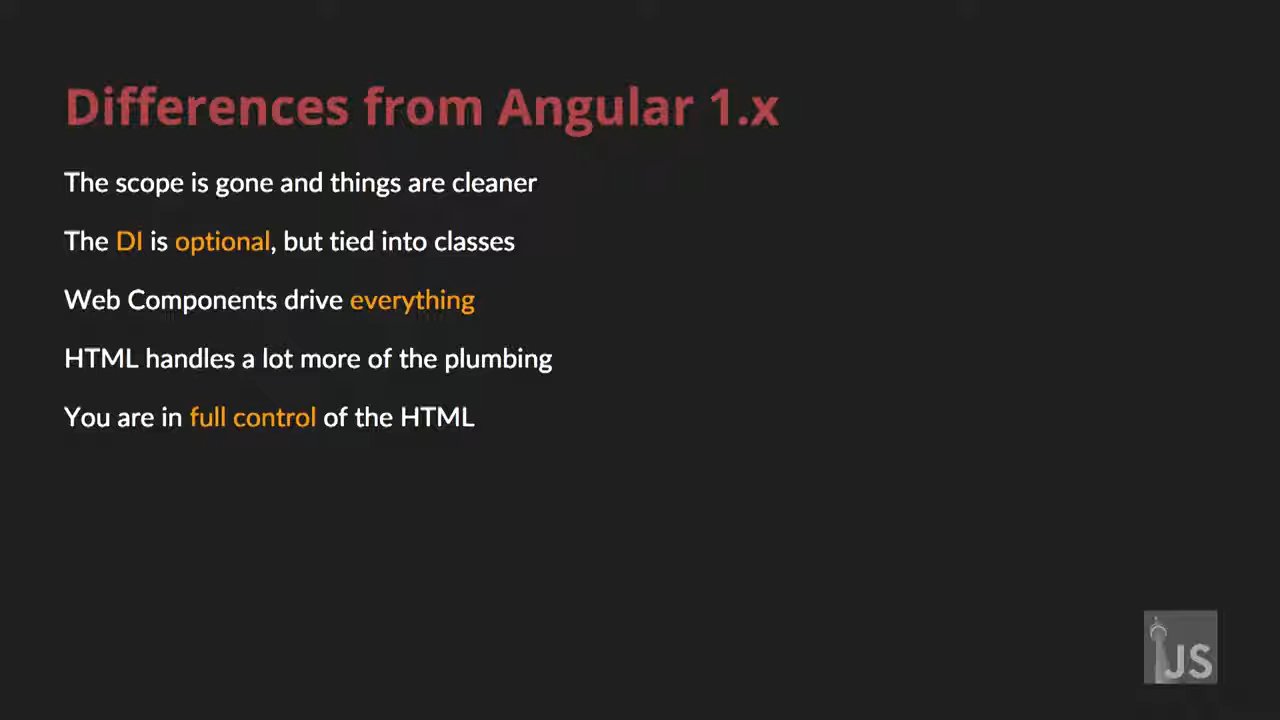 Differences from Angular 1.x
The scope is gone and things are cleaner
The DI is optional, but tied into classes
Web Components drive everything
HTML handles a lot more of the plumbing
You are in full control of the HTML
JS